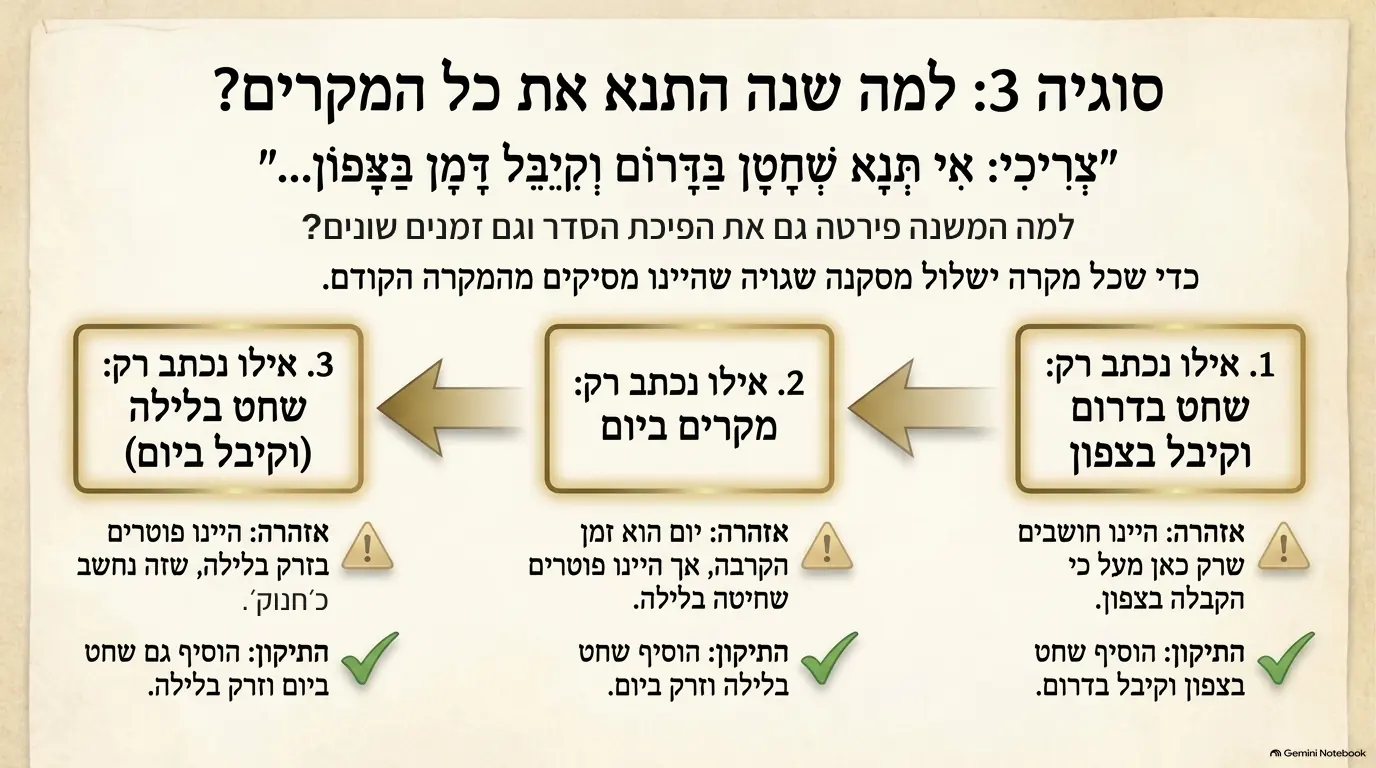 סוגיה 3: למה שנה התנא את כל המקרים?
"צְרִיכִי: אִי תְּנָא שְׁחָטָן בַּדָּרוֹם וְקִיבֵּל דָּמָן בַּצָּפוֹן..."
למה המשנה פירטה גם את הפיכת הסדר וגם זמנים שונים?
כדי שכל מקרה ישלול מסקנה שגויה שהיינו מסיקים מהמקרה הקודם.
1. אילו נכתב רק:
שחט בדרום
וקיבל בצפון
אזהרה: היינו חושבים
שרק כאן מעל כי
הקבלה בצפון.
התיקון: הוסיף שחט
בצפון וקיבל בדרום.
2. אילו נכתב רק:
מקרים ביום
אזהרה: יום הוא זמן
הקרבה, אך היינו פוטרים
שחיטה בלילה.
התיקון: הוסיף שחט
בלילה וזרק ביום.
3. אילו נכתב רק:
שחט בלילה
(וקיבל ביום)
אזהרה: היינו פוטרים
בזרק בלילה, שזה נחשב
כ'חנוק'.
התיקון: הוסיף גם שחט
ביום וזרק בלילה.
Gemini Notebook